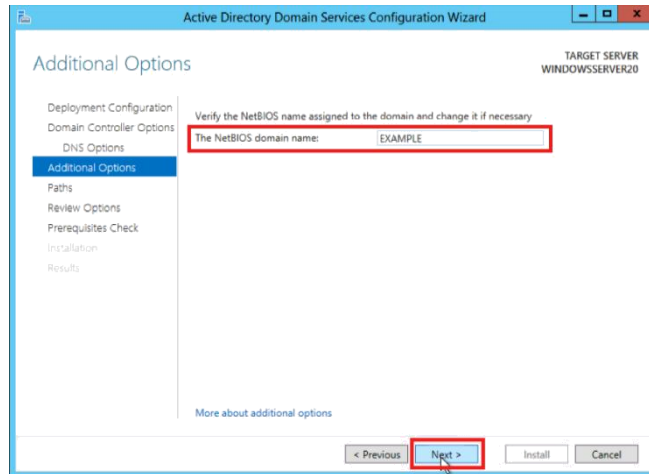 Active Directory Domain Services Configuration Wizard
Additional Options
TARGET SERVER
WINDOWSSERVER20
Deployment Configuration
Domain Controller Options
DNS Options
Additional Options
Paths
Review Options
Prerequisites Check
Installation
Results
Verify the NetBIOS name assigned to the domain and change it if necessary
The NetBIOS domain name: EXAMPLE
More about additional options
< Previous Next > Install Cancel